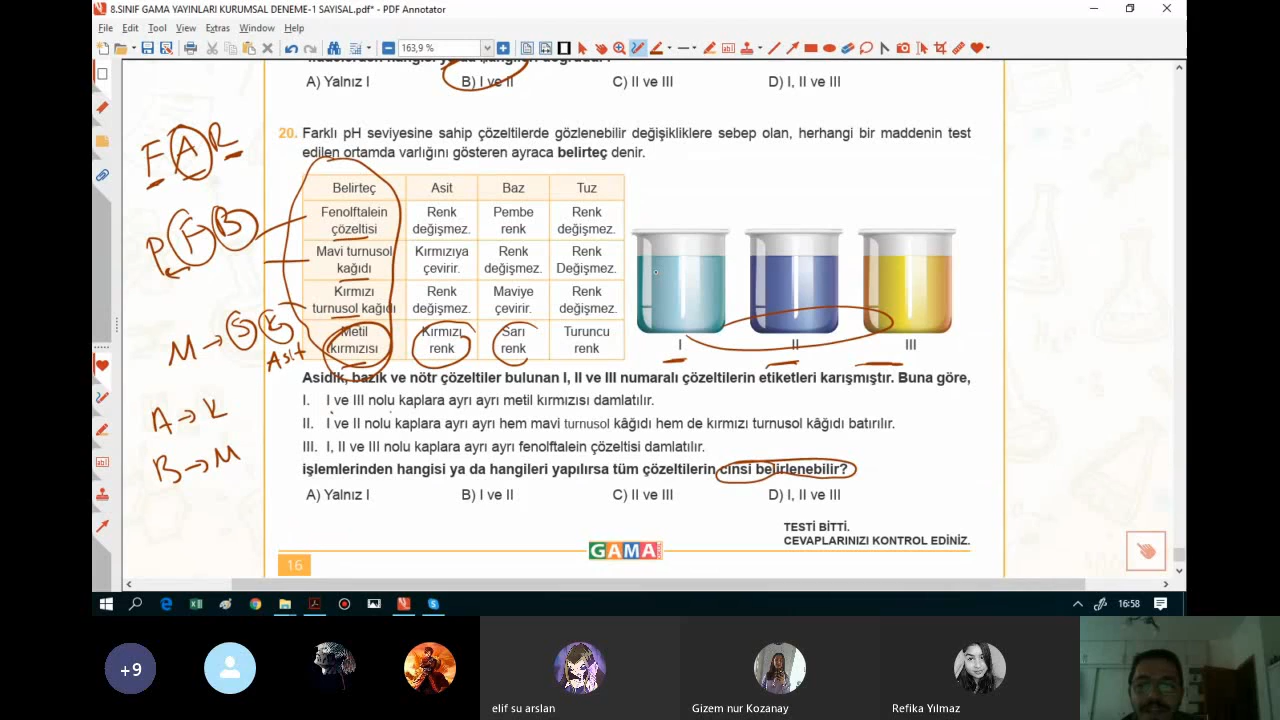 8.SINIF GAMA YAYINLARI KURUMSAL DENEME-1 SAYISAL.pdf* - PDF Annotator
File Edit Tool View Extras Window Help
163,9 %
A) Yalnız I B) I ve II C) II ve III D) I, II ve III
20. Farklı pH seviyesine sahip çözeltilerde gözlenebilir değişikliklere sebep olan, herhangi bir maddenin test
edilen ortamda varlığını gösteren ayraca belirteç denir.
Belirteç Asit Baz Tuz
Fenolftalein çözeltisi Renk değişmez. Pembe renk Renk değişmez.
Mavi turnusol kağıdı Kırmızıya çevirir. Renk değişmez. Renk Değişmez.
Kırmızı turnusol kağıdı Renk değişmez. Maviye çevirir. Renk değişmez.
Metil kırmızısı Kırmızı renk Sarı renk Turuncu renk
I II III
Asidik, bazik ve nötr çözeltiler bulunan I, II ve III numaralı çözeltilerin etiketleri karışmıştır. Buna göre,
I. I ve III nolu kaplara ayrı ayrı metil kırmızısı damlatılır.
II. I ve II nolu kaplara ayrı ayrı hem mavi turnusol kâğıdı hem de kırmızı turnusol kâğıdı batırılır.
III. I, II ve III nolu kaplara ayrı ayrı fenolftalein çözeltisi damlatılır.
işlemlerinden hangisi ya da hangileri yapılırsa tüm çözeltilerin cinsi belirlenebilir?
A) Yalnız I B) I ve II C) II ve III D) I, II ve III
TESTİ BİTTİ.
CEVAPLARINIZI KONTROL EDİNİZ.
GAMA
16
FAR
PFB
M → S K
Asit
A → K
B → M
16:58
+9
elif su arslan
Gizem nur Kozanay
Refika Yılmaz